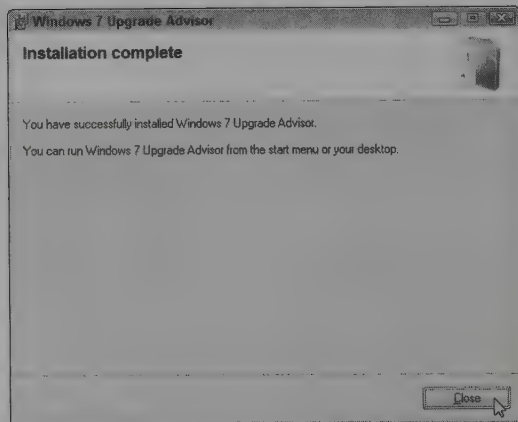 Windows 7 Upgrade Advisor
Installation complete
You have successfully installed Windows 7 Upgrade Advisor.
You can run Windows 7 Upgrade Advisor from the start menu or your desktop.
Close